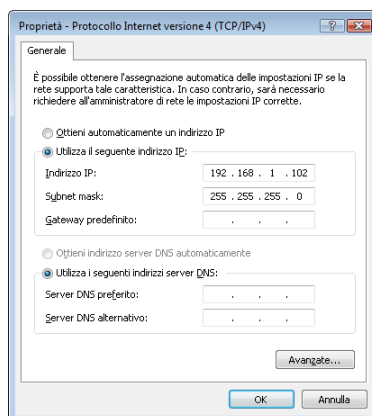 Proprietà - Protocollo Internet versione 4 (TCP/IPv4)
Generale
È possibile ottenere l'assegnazione automatica delle impostazioni IP se la
rete supporta tale caratteristica. In caso contrario, sarà necessario
richiedere all'amministratore di rete le impostazioni IP corrette.
Ottieni automaticamente un indirizzo IP
Utilizza il seguente indirizzo IP:
Indirizzo IP: 192 . 168 . 1 . 102
Subnet mask: 255 . 255 . 255 . 0
Gateway predefinito: . . .
Ottieni indirizzo server DNS automaticamente
Utilizza i seguenti indirizzi server DNS:
Server DNS preferito: . . .
Server DNS alternativo: . . .
Avanzate...
OK Annulla